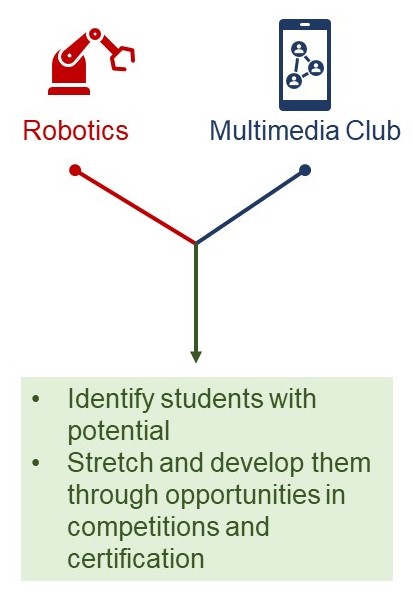 Robotics Multimedia Club
• Identify students with
potential
• Stretch and develop them
through opportunities in
competitions and
certification